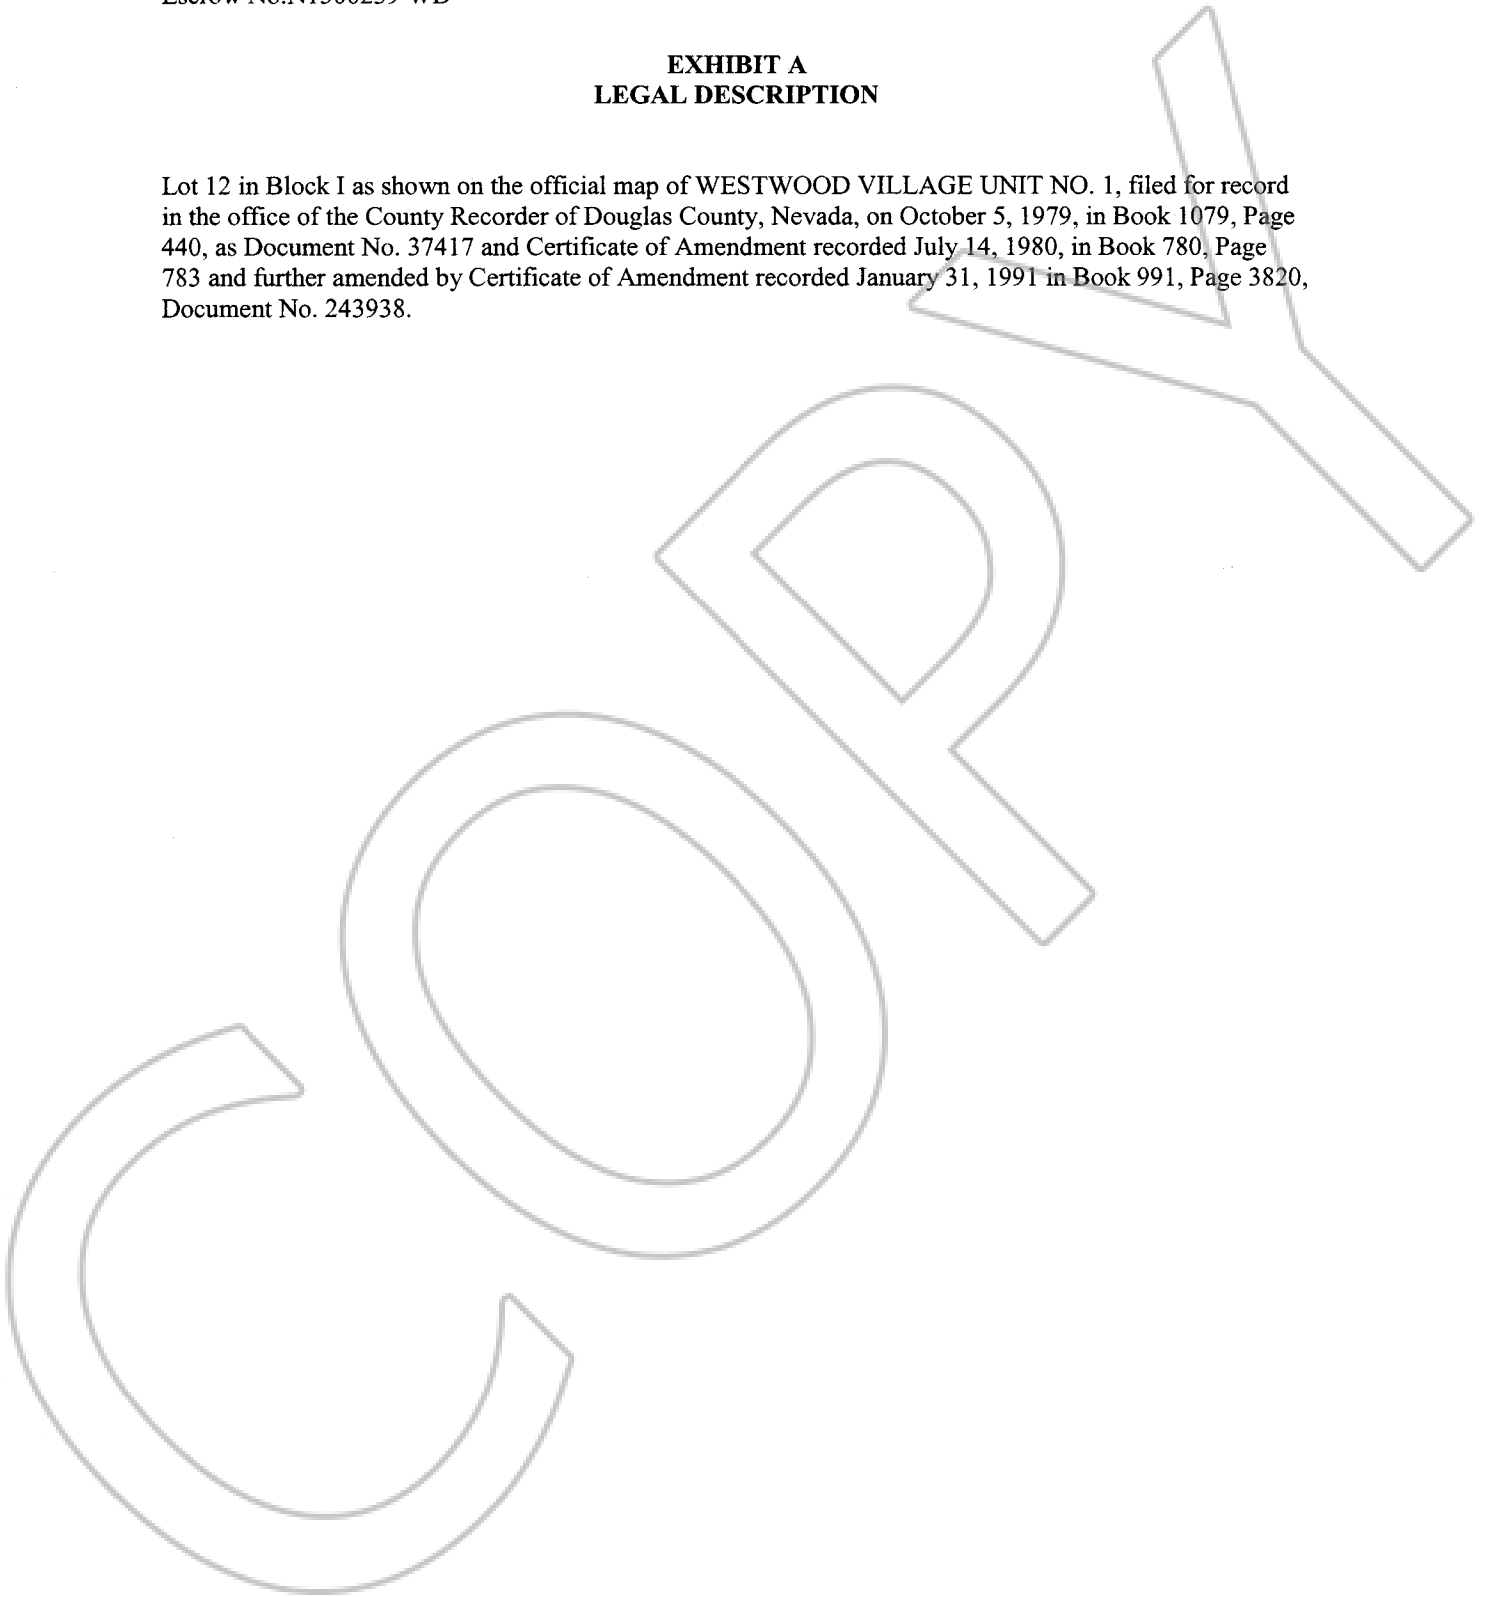 EXHIBIT A
LEGAL DESCRIPTION
Lot 12 in Block I as shown on the official map of WESTWOOD VILLAGE UNIT NO. 1, filed for record
in the office of the County Recorder of Douglas County, Nevada, on October 5, 1979, in Book 1079, Page
440, as Document No. 37417 and Certificate of Amendment recorded July 14, 1980, in Book 780, Page
783 and further amended by Certificate of Amendment recorded January 31, 1991 in Book 991, Page 3820,
Document No. 243938.
COPY